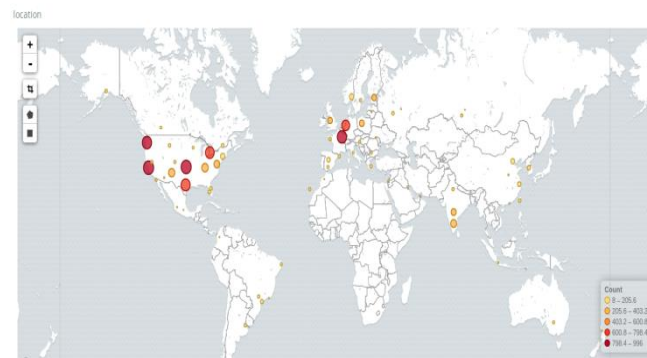 location
+
-
Count
8 – 205.6
205.6 – 403.2
403.2 – 600.8
600.8 – 798.4
798.4 – 996